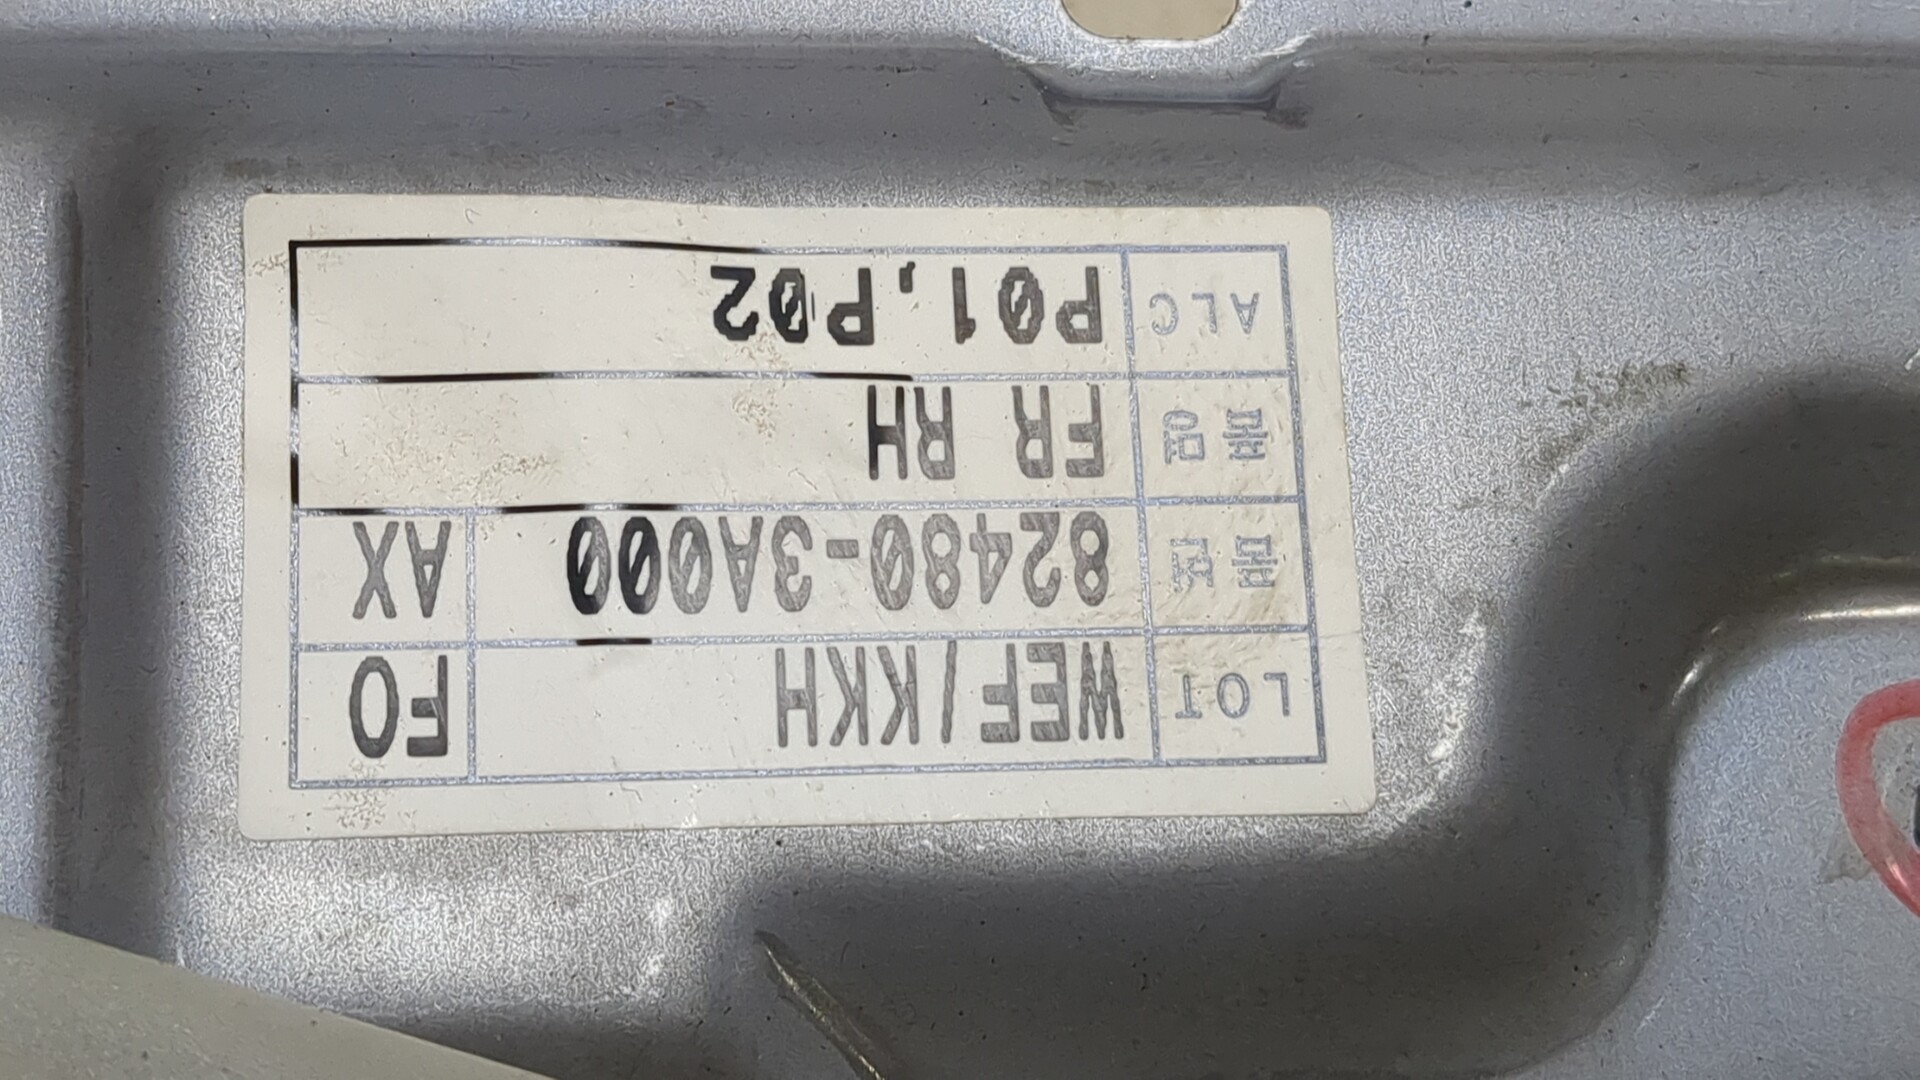 LOT WEF/KKH FO
품번 82480-3A000 AX
품명 FR RH
ALC P01,P02